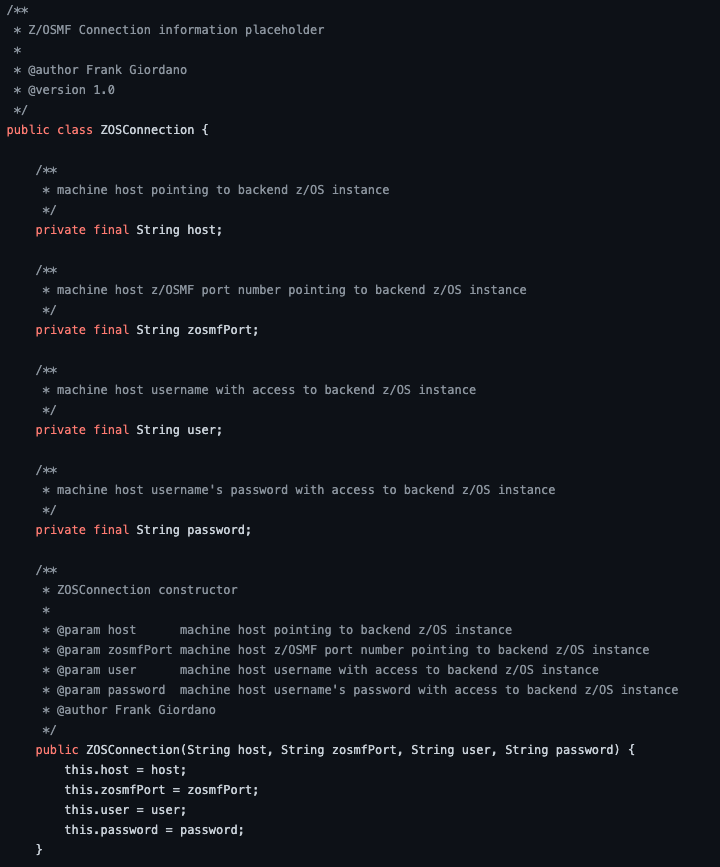 /**
 * Z/OSMF Connection information placeholder
 *
 * @author Frank Giordano
 * @version 1.0
 */
public class ZOSConnection {

    /**
     * machine host pointing to backend z/OS instance
     */
    private final String host;

    /**
     * machine host z/OSMF port number pointing to backend z/OS instance
     */
    private final String zosmfPort;

    /**
     * machine host username with access to backend z/OS instance
     */
    private final String user;

    /**
     * machine host username's password with access to backend z/OS instance
     */
    private final String password;

    /**
     * ZOSConnection constructor
     *
     * @param host      machine host pointing to backend z/OS instance
     * @param zosmfPort machine host z/OSMF port number pointing to backend z/OS instance
     * @param user      machine host username with access to backend z/OS instance
     * @param password  machine host username's password with access to backend z/OS instance
     * @author Frank Giordano
     */
    public ZOSConnection(String host, String zosmfPort, String user, String password) {
        this.host = host;
        this.zosmfPort = zosmfPort;
        this.user = user;
        this.password = password;
    }